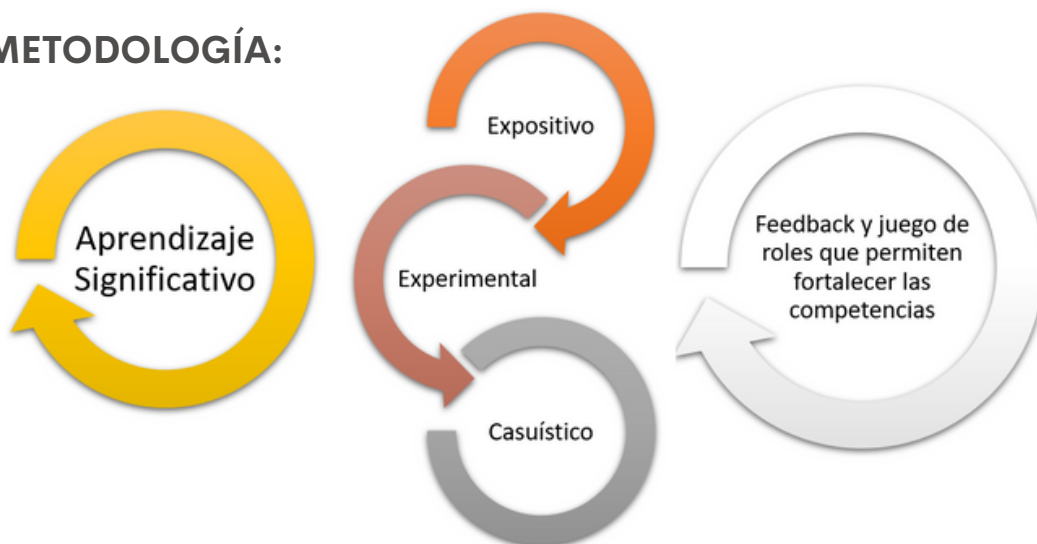 METODOLOGÍA:
Aprendizaje
Significativo
Expositivo
Experimental
Casuístico
Feedback y juego de
roles que permiten
fortalecer las
competencias